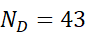 N_D = 43